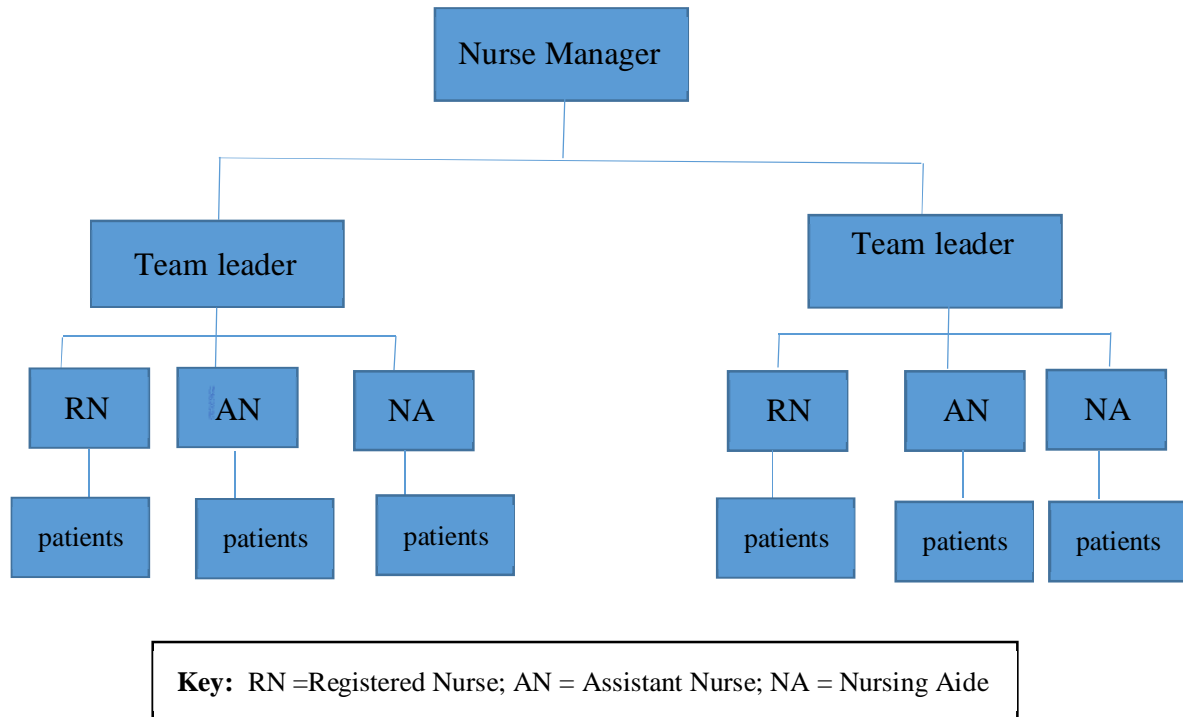 Nurse Manager
Team leader
Team leader
RN
AN
NA
RN
AN
NA
patients
patients
patients
patients
patients
patients
Key: RN =Registered Nurse; AN = Assistant Nurse; NA = Nursing Aide